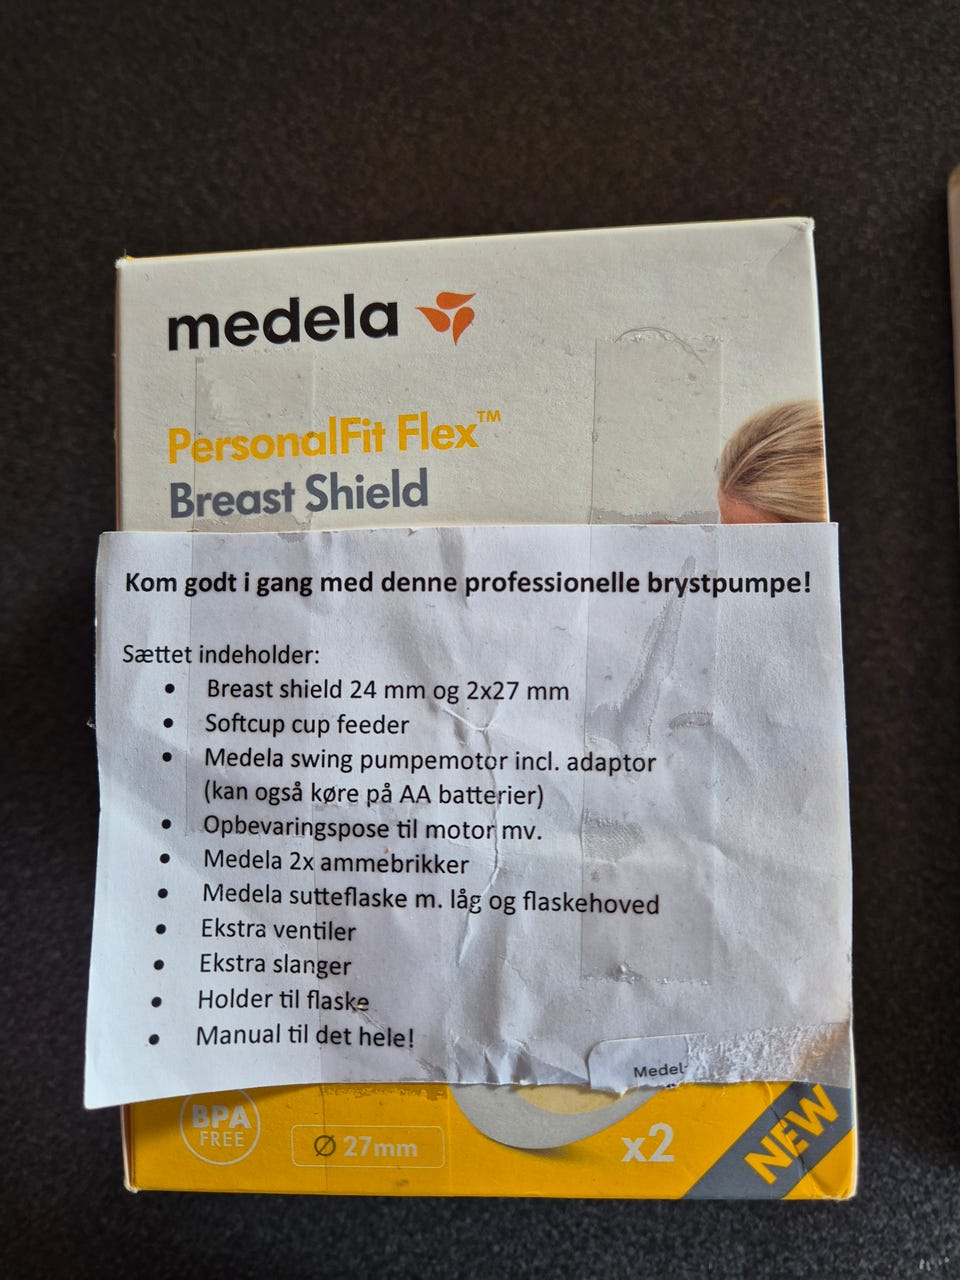 medela
PersonalFit Flex™
Breast Shield
Kom godt i gang med denne professionelle brystpumpe!
Sættet indeholder:
• Breast shield 24 mm og 2x27 mm
• Softcup cup feeder
• Medela swing pumpemotor incl. adaptor
(kan også køre på AA batterier)
• Opbevaringspose til motor mv.
• Medela 2x ammebrikker
• Medela sutteflaske m. låg og flaskehoved
• Ekstra ventiler
• Ekstra slanger
• Holder til flaske
• Manual til det hele!
Medel
BPA
FREE
Ø 27mm
x2
NEW